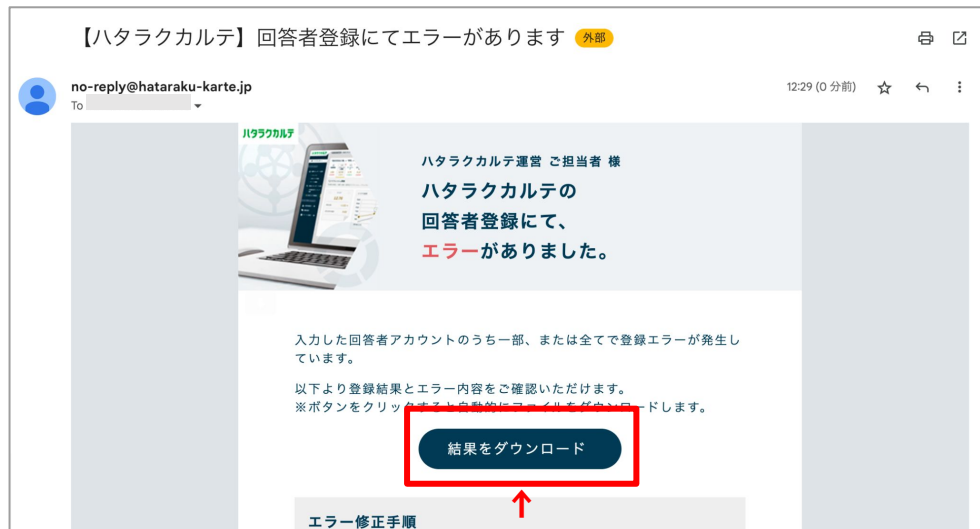 【ハタラクカルテ】回答者登録にてエラーがあります 外部
no-reply@hataraku-karte.jp
12:29 (0 分前)
To
ハタラクカルテ
ハタラクカルテ運営 ご担当者 様
ハタラクカルテの
回答者登録にて、
エラーがありました。
入力した回答者アカウントのうち一部、または全てで登録エラーが発生し
ています。
以下より登録結果とエラー内容をご確認いただけます。
※ボタンをクリックすると自動的にファイルをダウンロードします。
結果をダウンロード
エラー修正手順